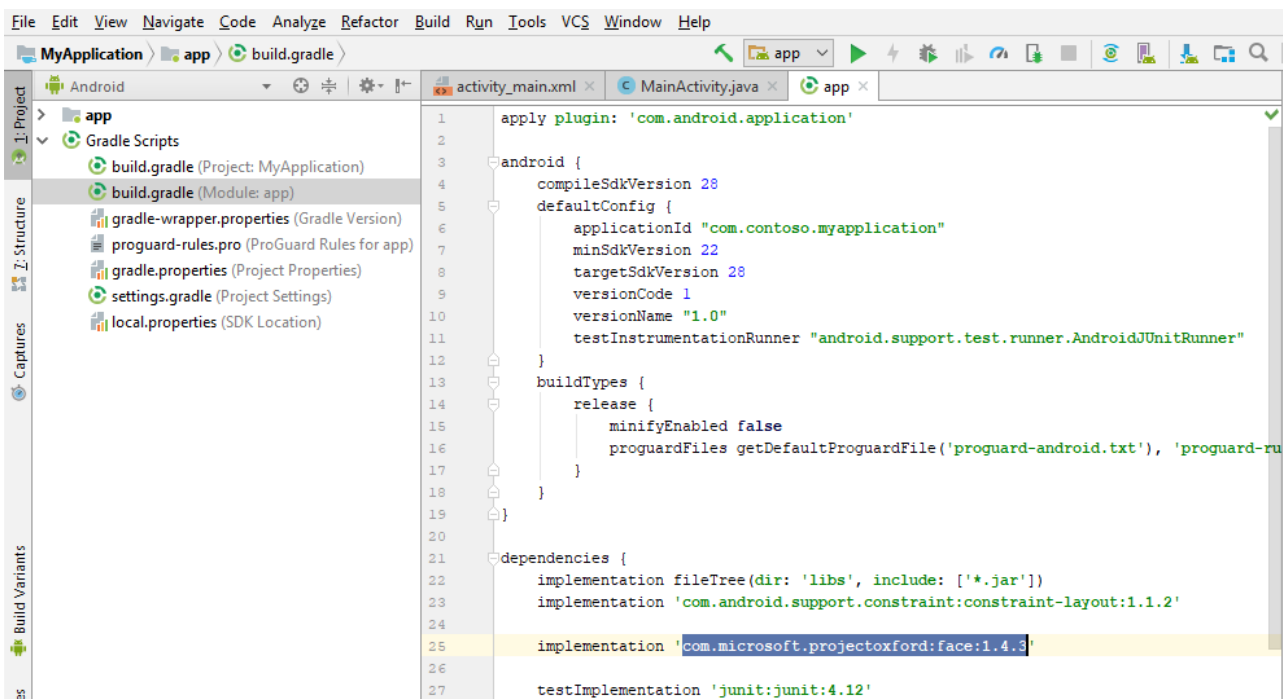 File Edit View Navigate Code Analyze Refactor Build Run Tools VCS Window Help
MyApplication app build.gradle app
1: Project
7: Structure
Captures
Build Variants
Android
app
Gradle Scripts
build.gradle (Project: MyApplication)
build.gradle (Module: app)
gradle-wrapper.properties (Gradle Version)
proguard-rules.pro (ProGuard Rules for app)
gradle.properties (Project Properties)
settings.gradle (Project Settings)
local.properties (SDK Location)
activity_main.xml MainActivity.java app
1 apply plugin: 'com.android.application'
2
3 android {
4 compileSdkVersion 28
5 defaultConfig {
6 applicationId "com.contoso.myapplication"
7 minSdkVersion 22
8 targetSdkVersion 28
9 versionCode 1
10 versionName "1.0"
11 testInstrumentationRunner "android.support.test.runner.AndroidJUnitRunner"
12 }
13 buildTypes {
14 release {
15 minifyEnabled false
16 proguardFiles getDefaultProguardFile('proguard-android.txt'), 'proguard-ru
17 }
18 }
19 }
20
21 dependencies {
22 implementation fileTree(dir: 'libs', include: ['*.jar'])
23 implementation 'com.android.support.constraint:constraint-layout:1.1.2'
24
25 implementation 'com.microsoft.projectoxford:face:1.4.3'
26
27 testImplementation 'junit:junit:4.12'